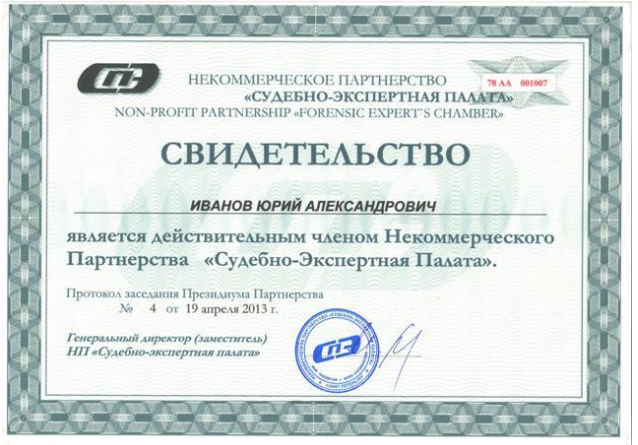 СПС
НЕКОММЕРЧЕСКОЕ ПАРТНЕРСТВО
«СУДЕБНО-ЭКСПЕРТНАЯ ПАЛАТА»
78 АА 001007
NON-PROFIT PARTNERSHIP «FORENSIC EXPERT'S CHAMBER»
СВИДЕТЕЛЬСТВО
ИВАНОВ ЮРИЙ АЛЕКСАНДРОВИЧ
является действительным членом Некоммерческого
Партнерства «Судебно-Экспертная Палата».
Протокол заседания Президиума Партнерства
№ 4 от 19 апреля 2013 г.
Генеральный директор (заместитель)
НП «Судебно-экспертная палата»
СПЭ